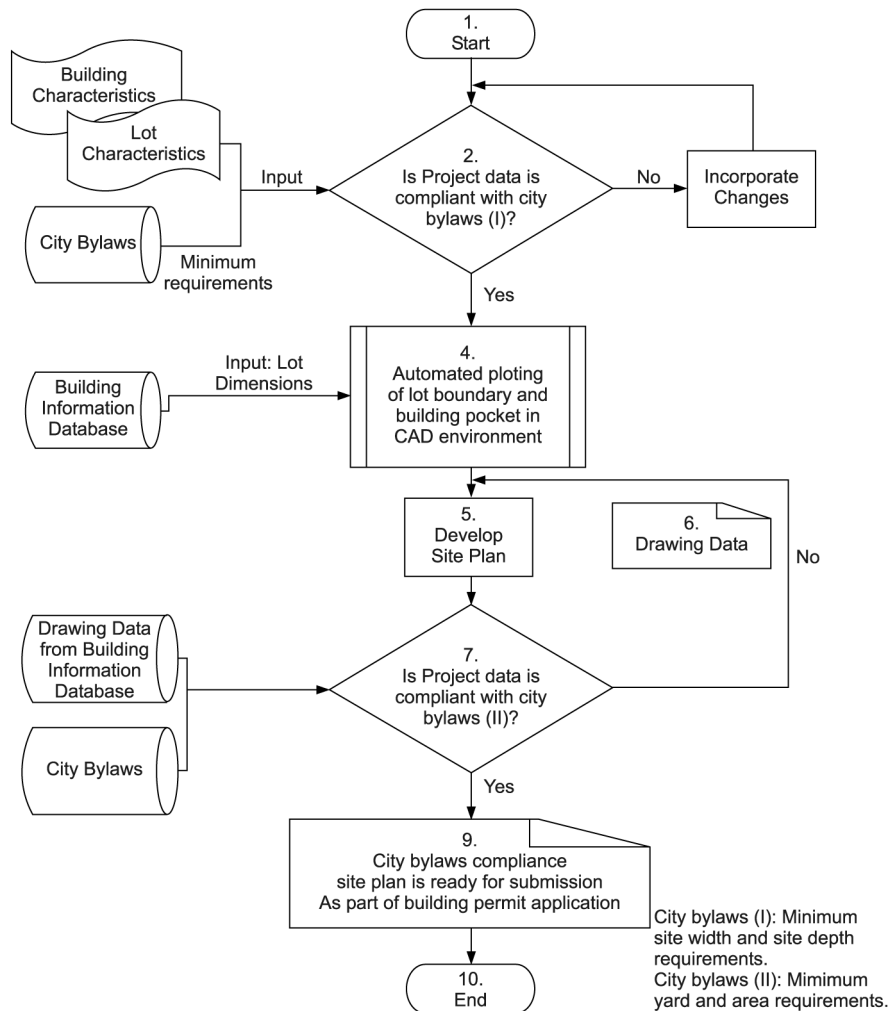 1.
Start
Building
Characteristics
Lot
Characteristics
City Bylaws
Input
Minimum
requirements
2.
Is Project data is
compliant with city
bylaws (I)?
No
Incorporate
Changes
Yes
Building
Information
Database
Input: Lot
Dimensions
4.
Automated ploting
of lot boundary and
building pocket in
CAD environment
5.
Develop
Site Plan
6.
Drawing Data
No
Drawing Data
from Building
Information
Database
City Bylaws
7.
Is Project data is
compliant with city
bylaws (II)?
Yes
9.
City bylaws compliance
site plan is ready for submission
As part of building permit application
10.
End
City bylaws (I): Minimum
site width and site depth
requirements.
City bylaws (II): Mimimum
yard and area requirements.